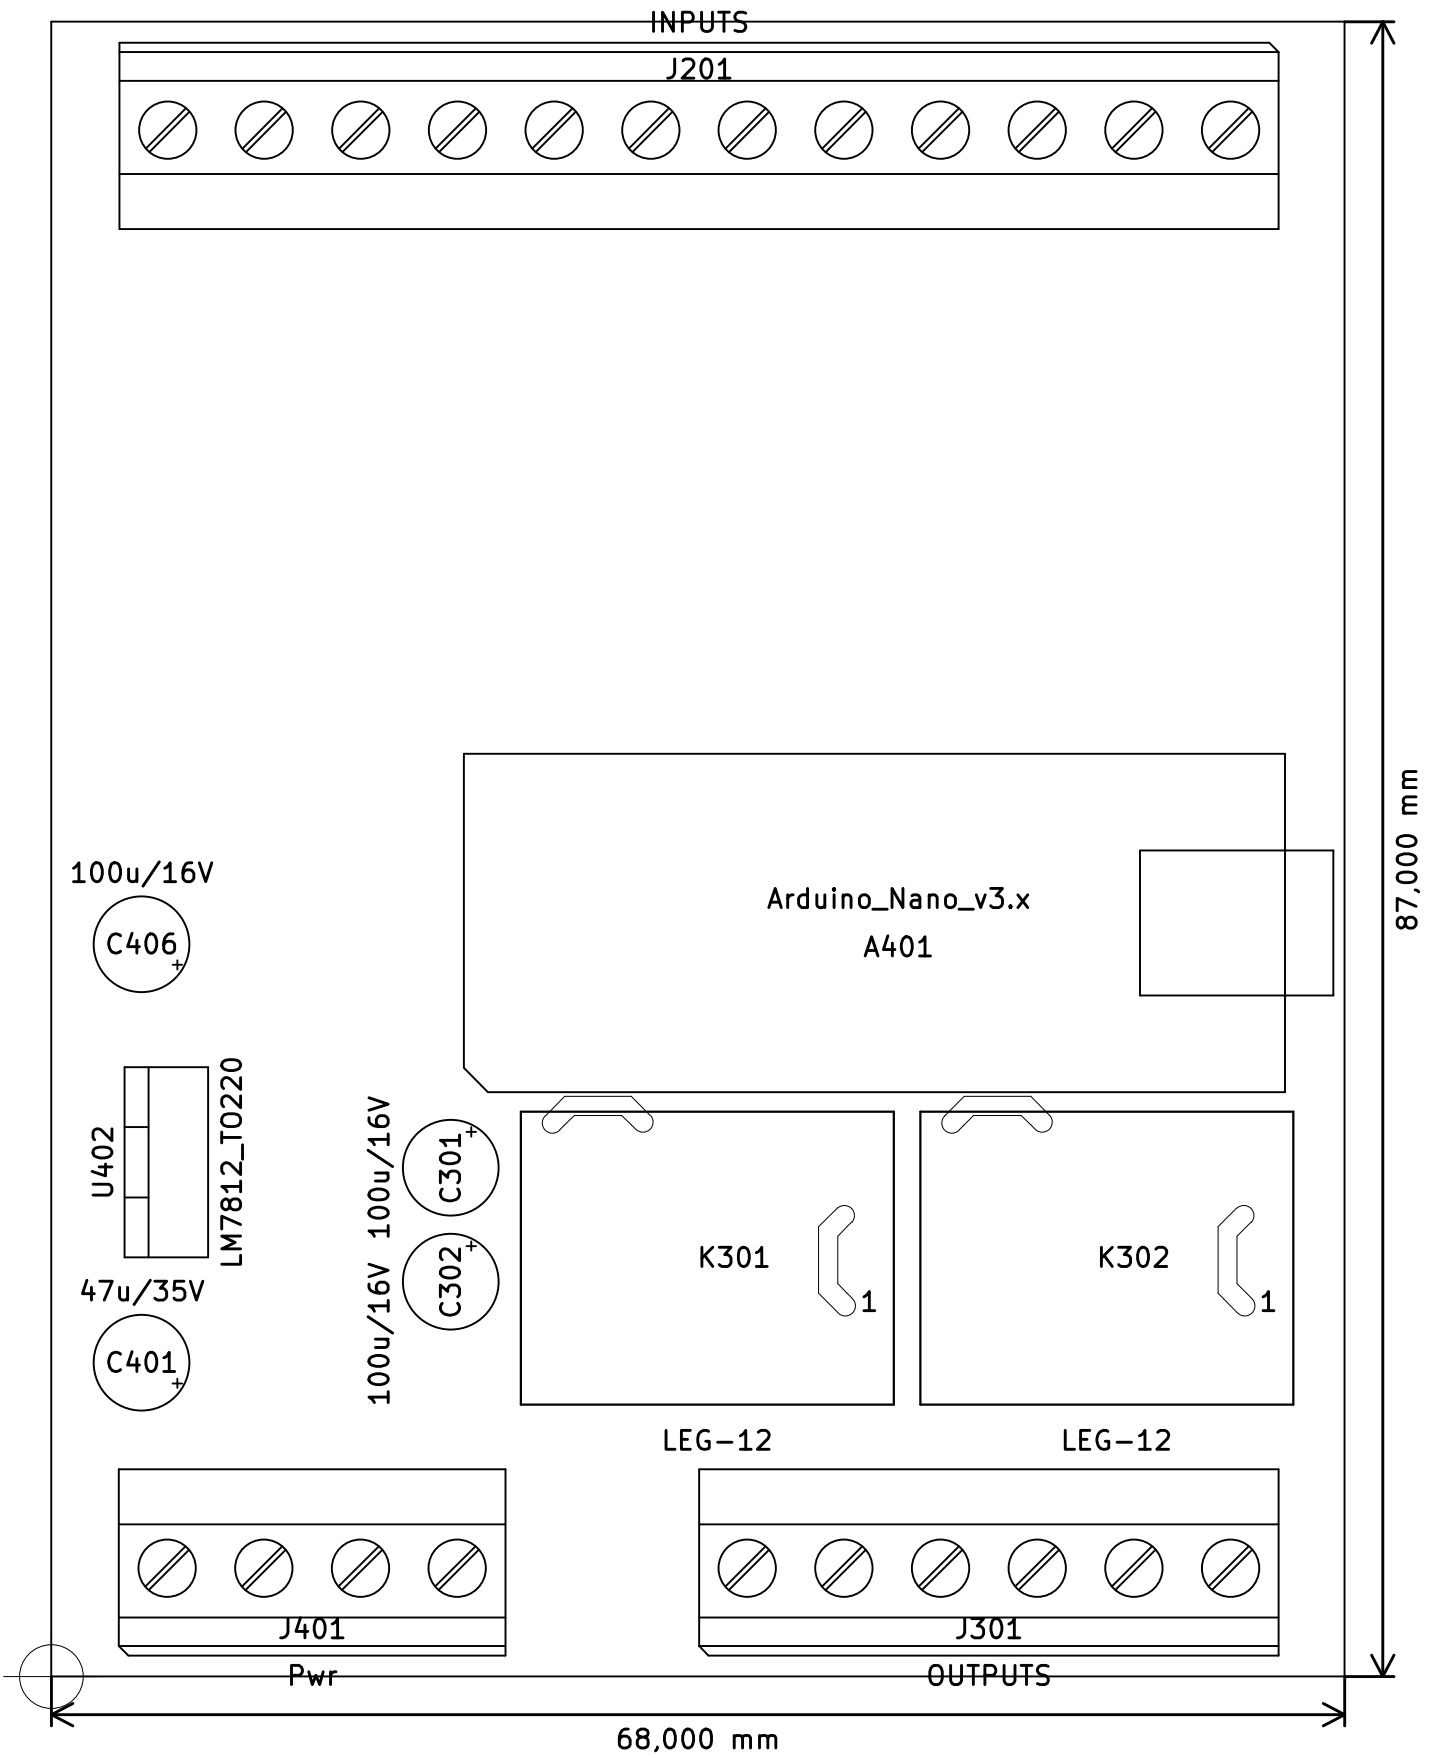 INPUTS
J201
87,000 mm
100u/16V
C406
+
Arduino_Nano_v3.x
A401
U402
LM7812_TO220
100u/16V
C301
+
100u/16V
C302
+
K301
1
K302
1
47u/35V
C401
+
LEG-12
LEG-12
J401
J301
Pwr
OUTPUTS
68,000 mm